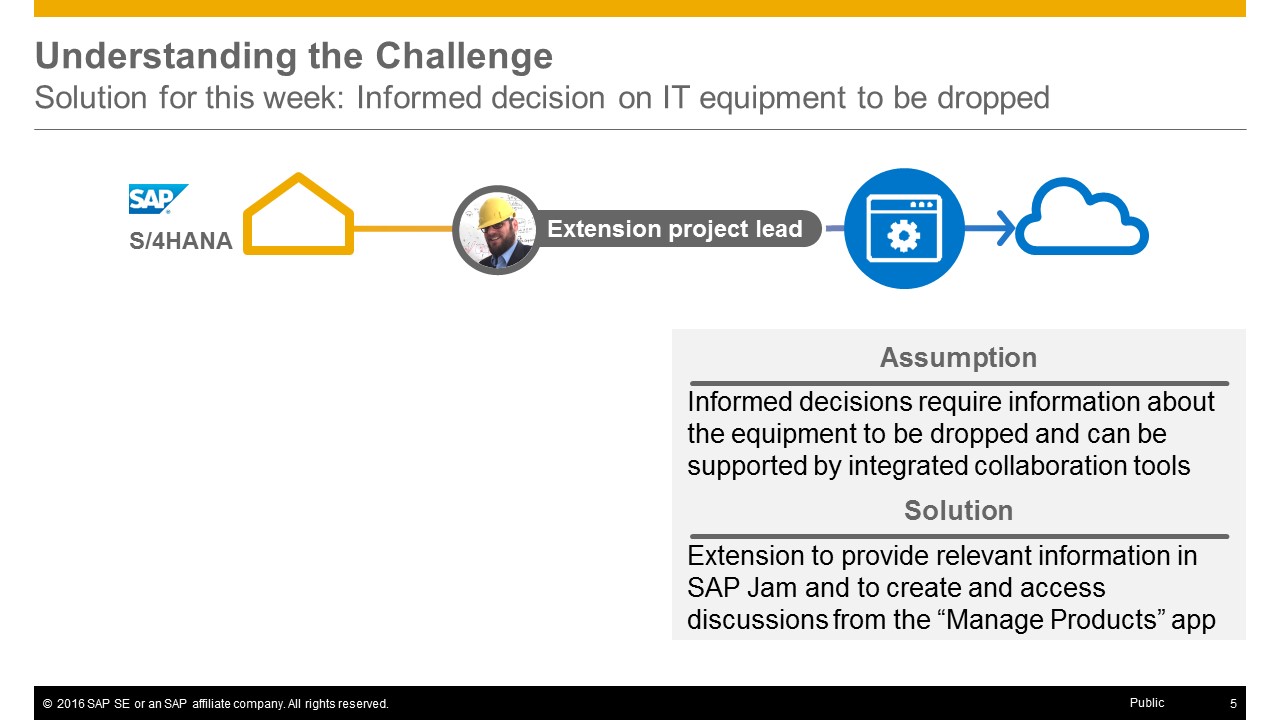 Understanding the Challenge
Solution for this week: Informed decision on IT equipment to be dropped
SAP®
S/4HANA
Extension project lead
Assumption
Informed decisions require information about
the equipment to be dropped and can be
supported by integrated collaboration tools
Solution
Extension to provide relevant information in
SAP Jam and to create and access
discussions from the “Manage Products” app
© 2016 SAP SE or an SAP affiliate company. All rights reserved.
Public
5